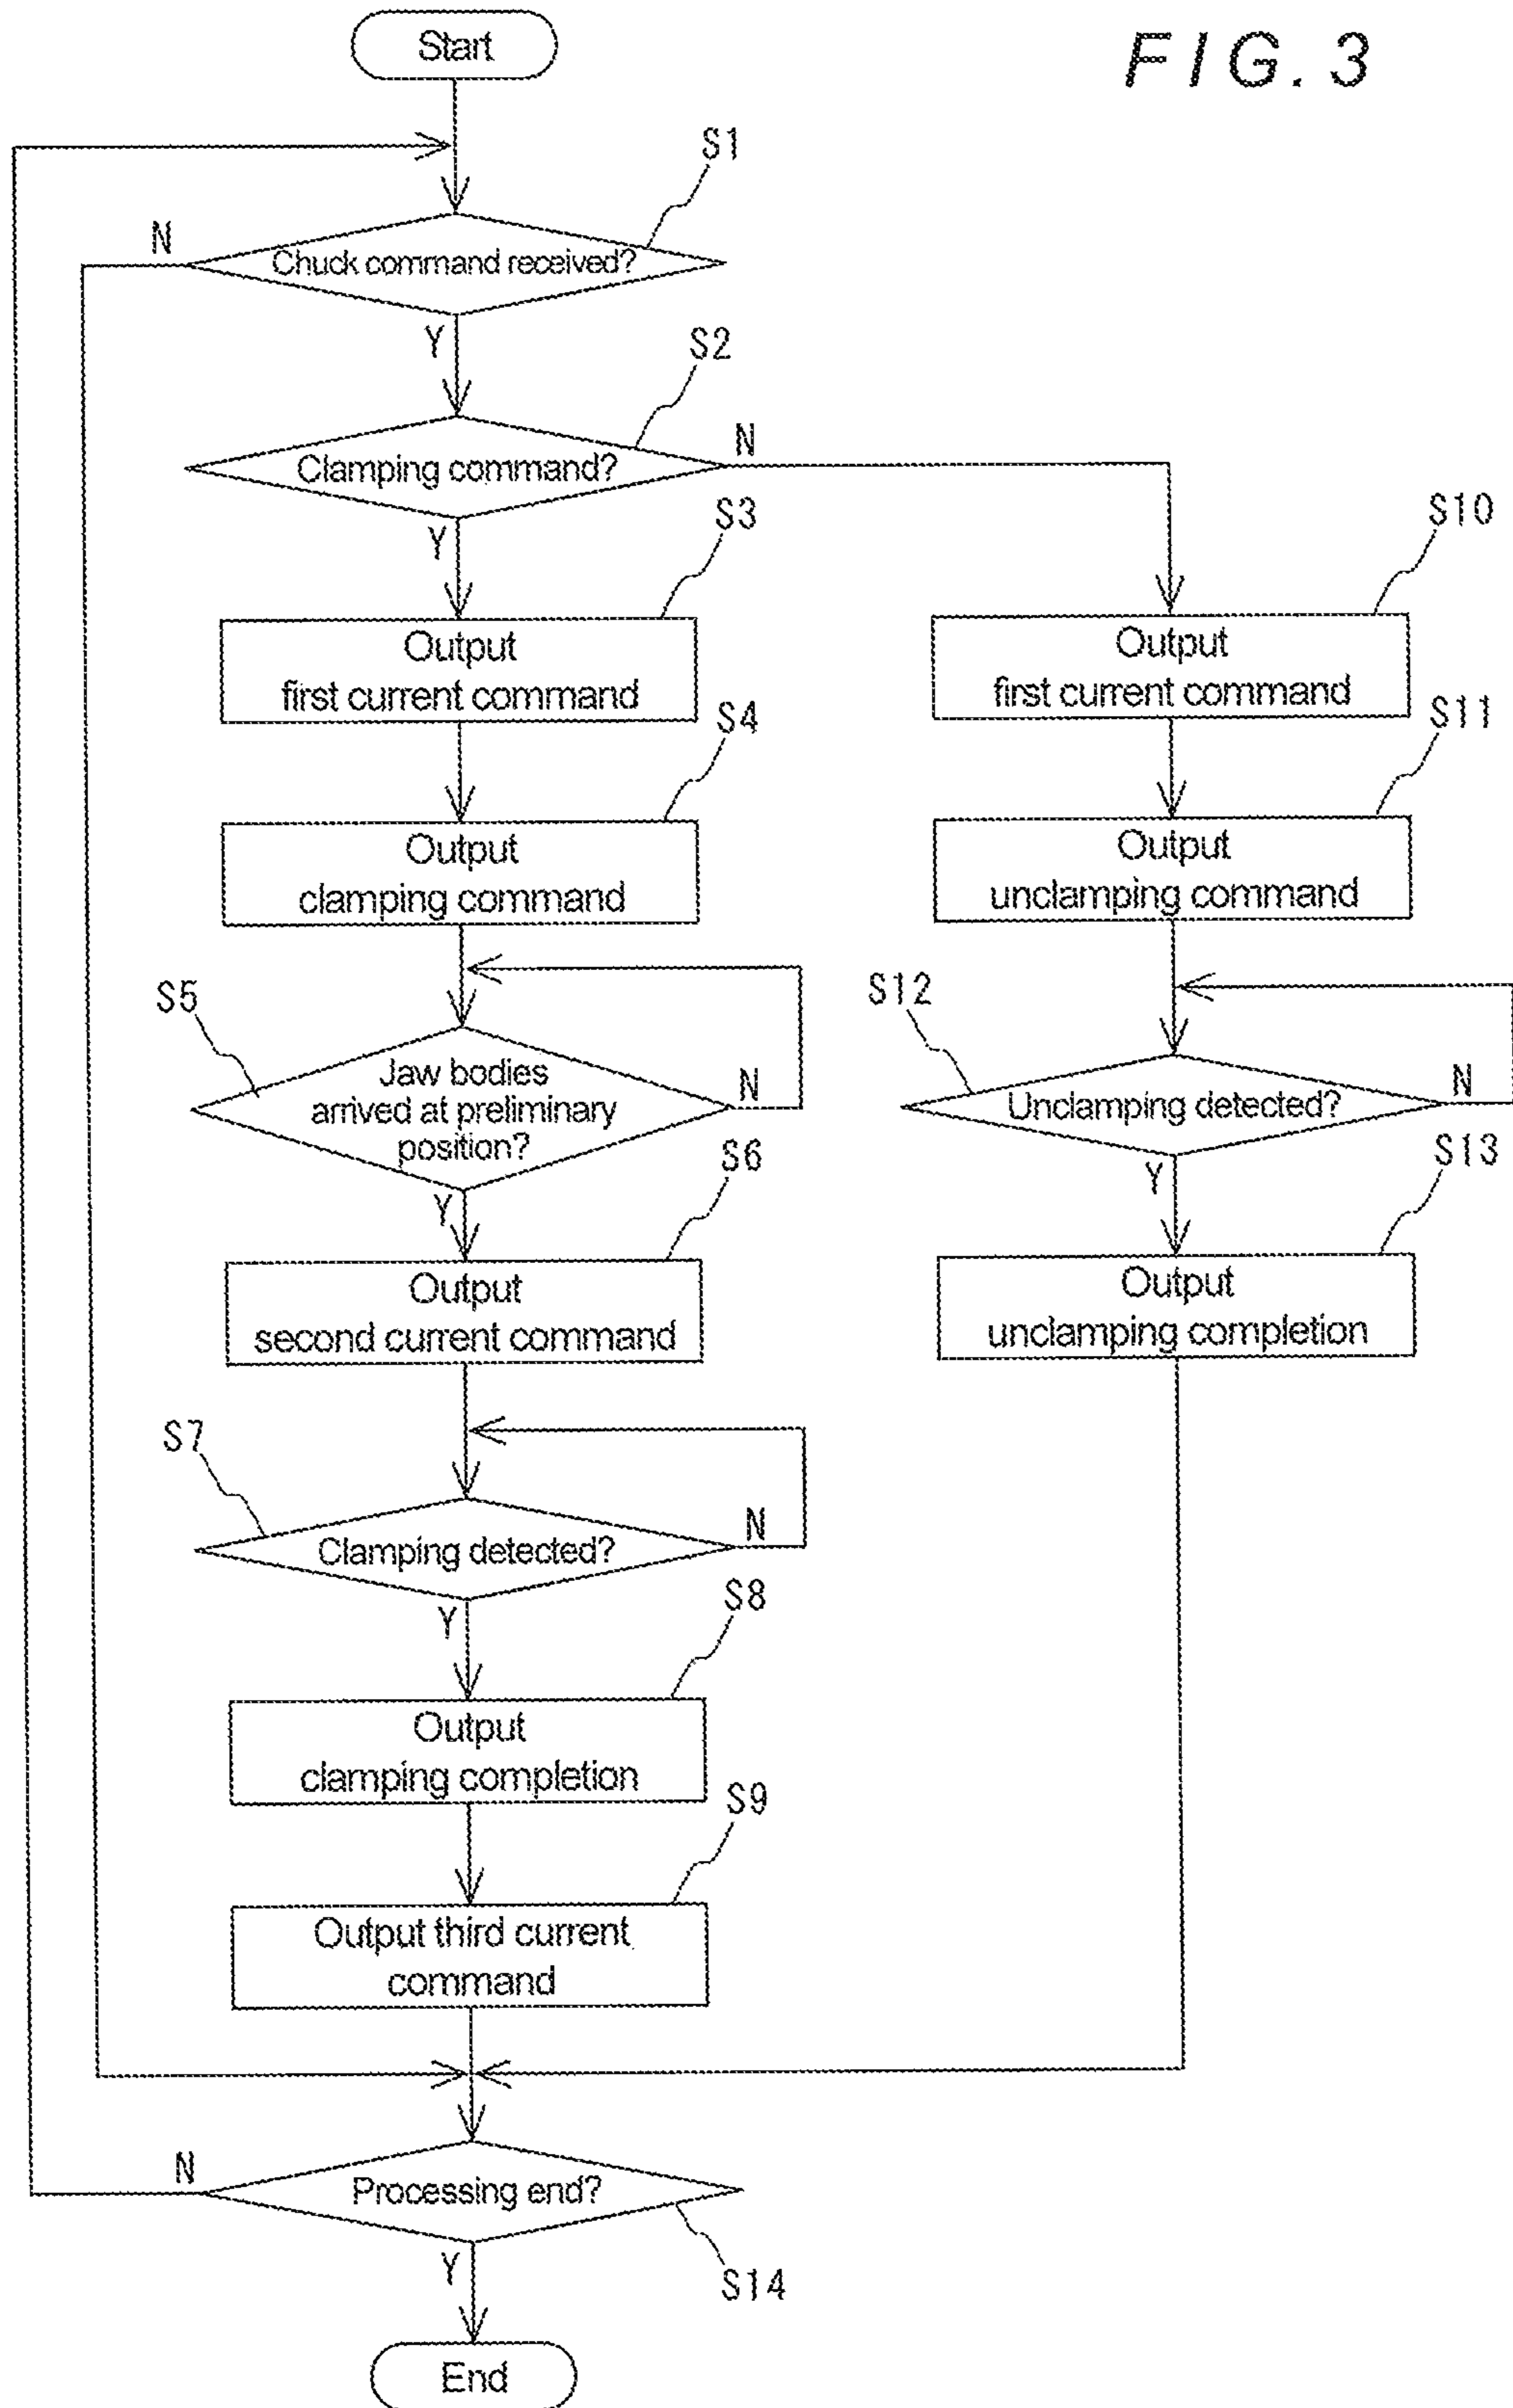 FIG. 3
Start
S1
N
Chuck command received?
Y
S2
Clamping command?
N
Y
S3
Output
first current command
S4
Output
clamping command
S5
Jaw bodies
arrived at preliminary
position?
N
Y
S6
Output
second current command
S7
Clamping detected?
N
Y
S8
Output
clamping completion
S9
Output third current
command
S10
Output
first current command
S11
Output
unclamping command
S12
Unclamping detected?
N
Y
S13
Output
unclamping completion
N
Processing end?
S14
Y
End